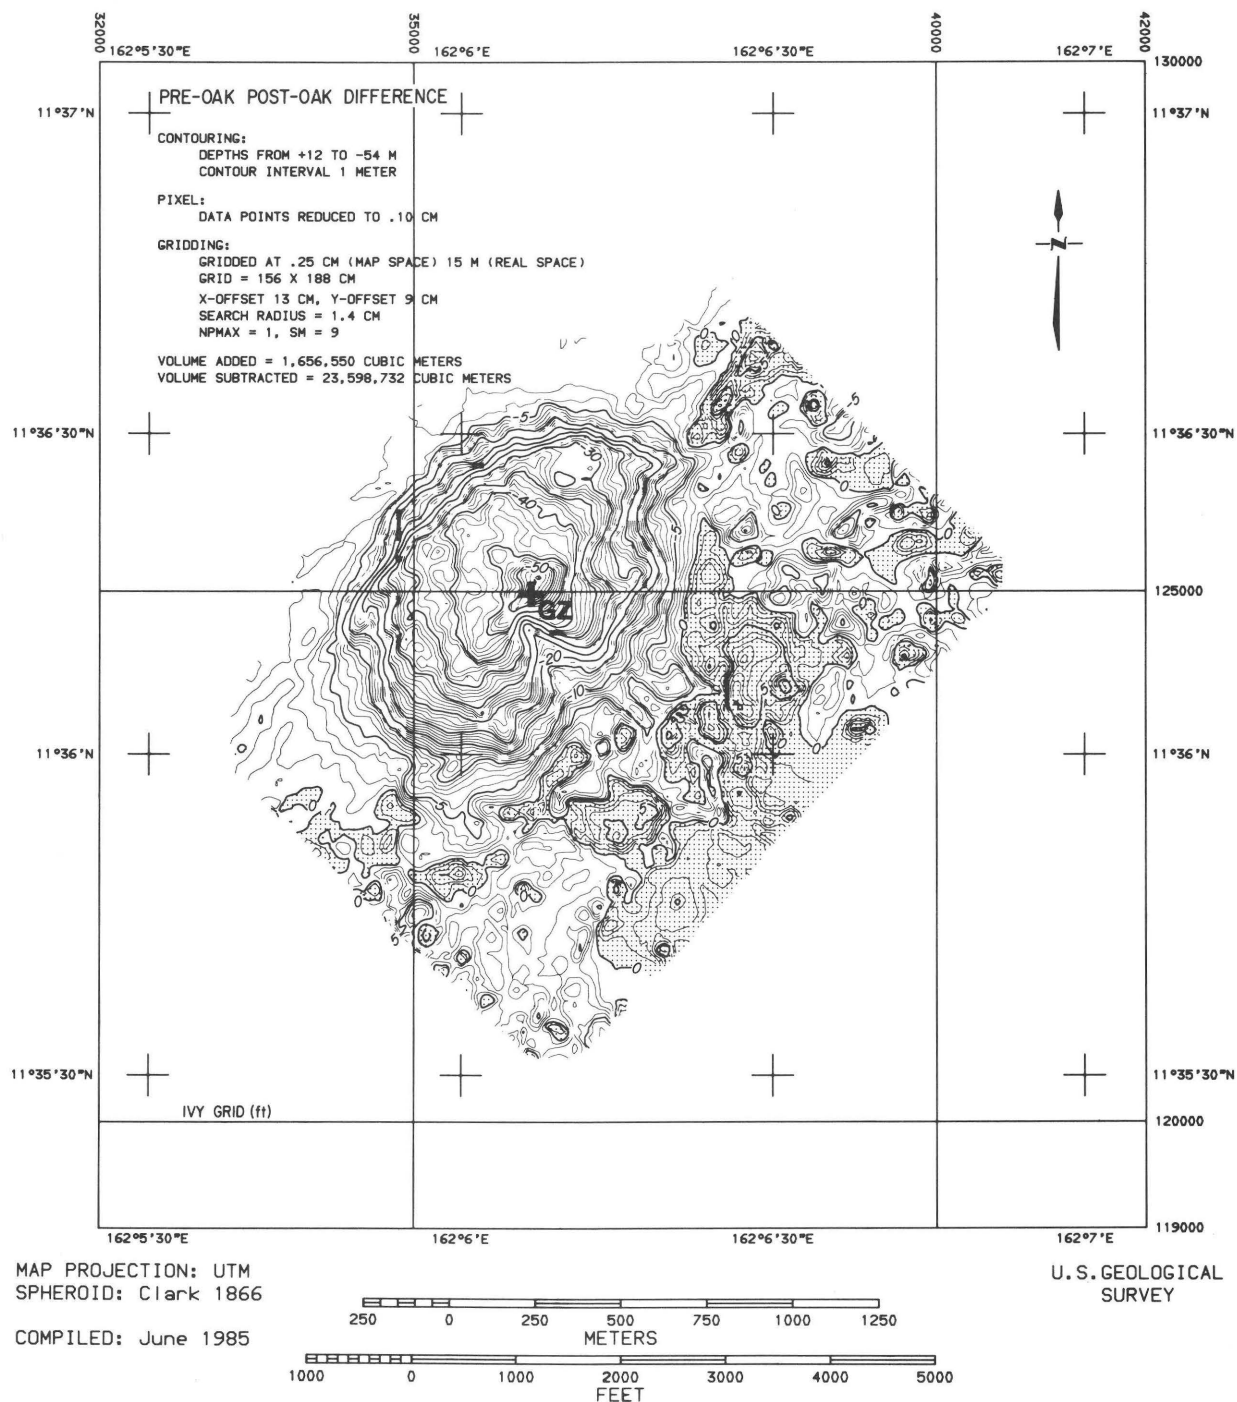 32000 35000 40000 42000
162°5'30"E 162°6'E 162°6'30"E 162°7'E
130000
PRE-OAK POST-OAK DIFFERENCE
11°37'N 11°37'N
CONTOURING:
DEPTHS FROM +12 TO -54 M
CONTOUR INTERVAL 1 METER
PIXEL:
DATA POINTS REDUCED TO .10 CM
N
GRIDDING:
GRIDDED AT .25 CM (MAP SPACE) 15 M (REAL SPACE)
GRID = 156 X 188 CM
X-OFFSET 13 CM, Y-OFFSET 9 CM
SEARCH RADIUS = 1.4 CM
NPMAX = 1, SM = 9
VOLUME ADDED = 1,656,550 CUBIC METERS
VOLUME SUBTRACTED = 23,598,732 CUBIC METERS
-5
-5
11°36'30"N 11°36'30"N
-30
-40
-5
-50
125000
GZ
-20
-10
5
11°36'N 11°36'N
5
11°35'30"N 11°35'30"N
IVY GRID (ft)
120000
119000
162°5'30"E 162°6'E 162°6'30"E 162°7'E
MAP PROJECTION: UTM
SPHEROID: Clark 1866
COMPILED: June 1985
U.S.GEOLOGICAL
SURVEY
250 0 250 500 750 1000 1250
METERS
1000 0 1000 2000 3000 4000 5000
FEET